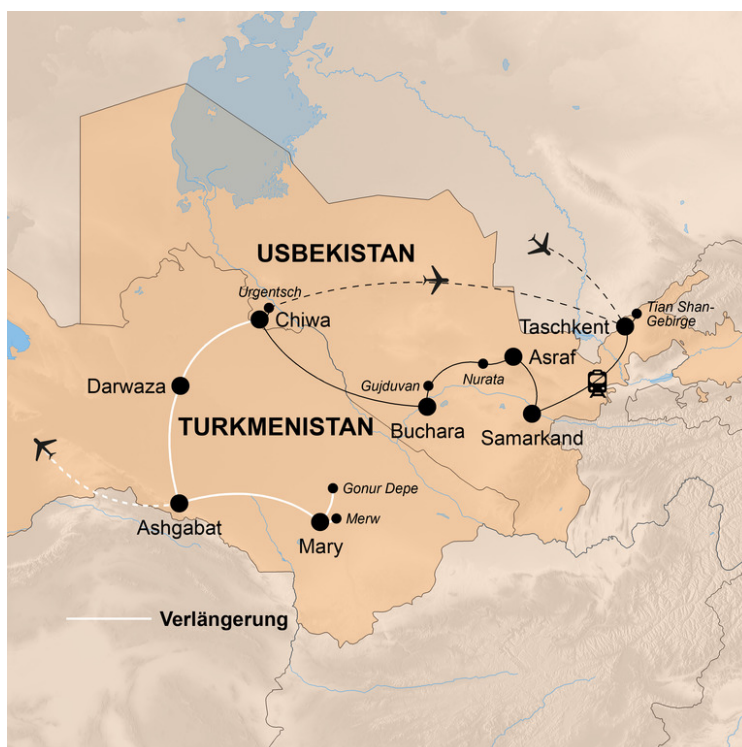 USBEKISTAN
Urgentsch
Chiwa
Tian Shan-
Gebirge
Taschkent
Asraf
Nurata
Darwaza
Gujduvan
Buchara
Samarkand
TURKMENISTAN
Gonur Depe
Ashgabat
Merw
Mary
Verlängerung